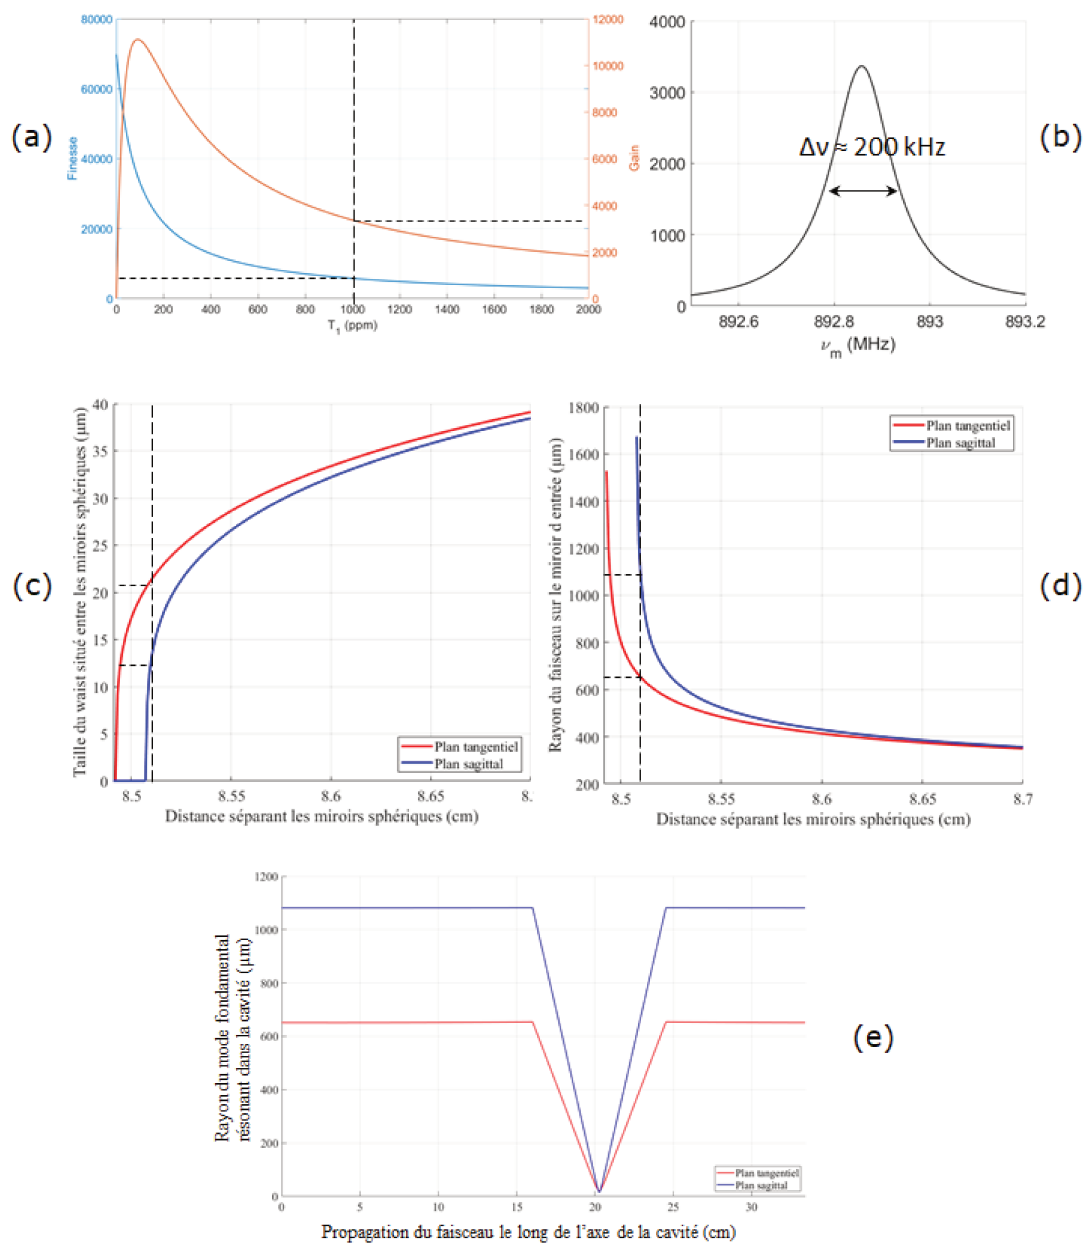 (a)
80000
60000
40000
20000
0
Finesse
12000
10000
8000
6000
4000
2000
0
Gain
0 200 400 600 800 1000 1200 1400 1600 1800 2000
T1 (ppm)
(b)
4000
3000
2000
1000
0
Δν ≈ 200 kHz
892.6 892.8 893 893.2
νm (MHz)
(c)
40
35
30
25
20
15
10
5
0
Taille du waist situé entre les miroirs sphériques (μm)
Plan tangentiel
Plan sagittal
8.5 8.55 8.6 8.65 8.
Distance séparant les miroirs sphériques (cm)
(d)
1800
1600
1400
1200
1000
800
600
400
200
Rayon du faisceau sur le miroir d entrée (μm)
Plan tangentiel
Plan sagittal
8.5 8.55 8.6 8.65 8.7
Distance séparant les miroirs sphériques (cm)
(e)
1200
1000
800
600
400
200
0
Rayon du mode fondamental
résonant dans la cavité (μm)
Plan tangentiel
Plan sagittal
0 5 10 15 20 25 30
Propagation du faisceau le long de l'axe de la cavité (cm)